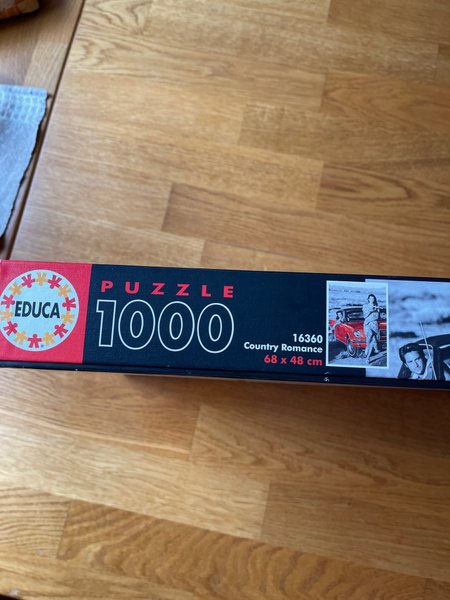 EDUCA
PUZZLE
1000
16360
Country Romance
68 x 48 cm